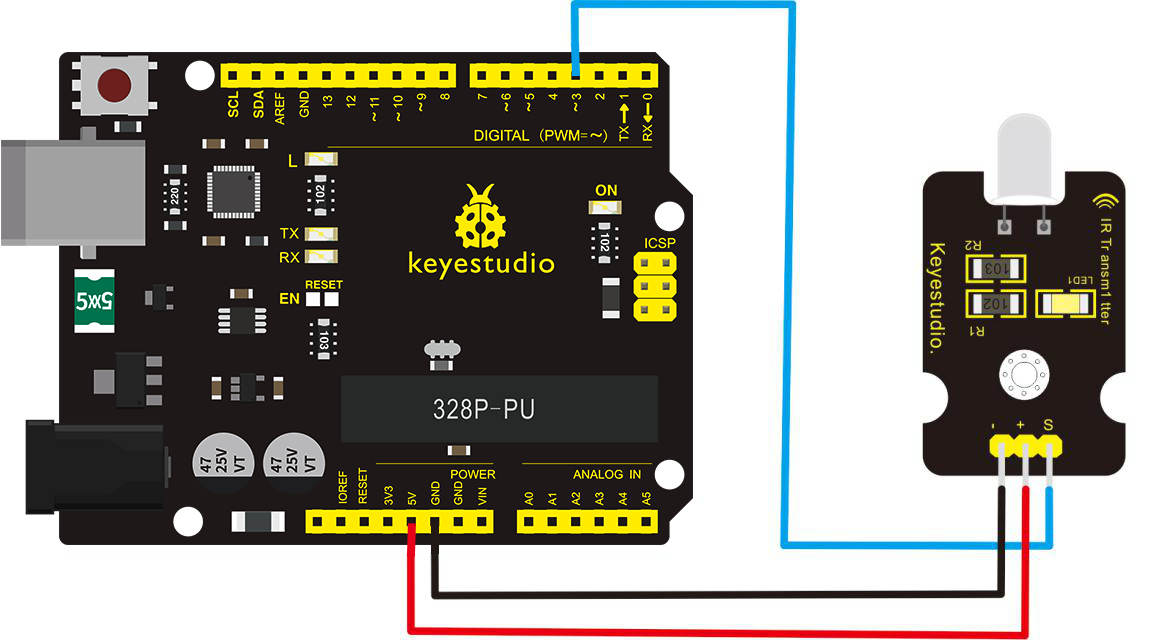 SCL
SDA
AREF
GND
13
12
~11
~10
~9
8
7
~6
~5
4
~3
2
TX→1
RX←0
DIGITAL (PWM=~)
L
220
102
TX
RX
ON
102
ICSP
keyestudio
RESET
EN
5XX5
103
328P-PU
47
25V
VT
47
25V
VT
POWER
ANALOG IN
IOREF
RESET
3V3
5V
GND
GND
VIN
A0
A1
A2
A3
A4
A5
IR Transm1tter
Keyestudio.
R2
103
LED1
102
R1
-
+
S